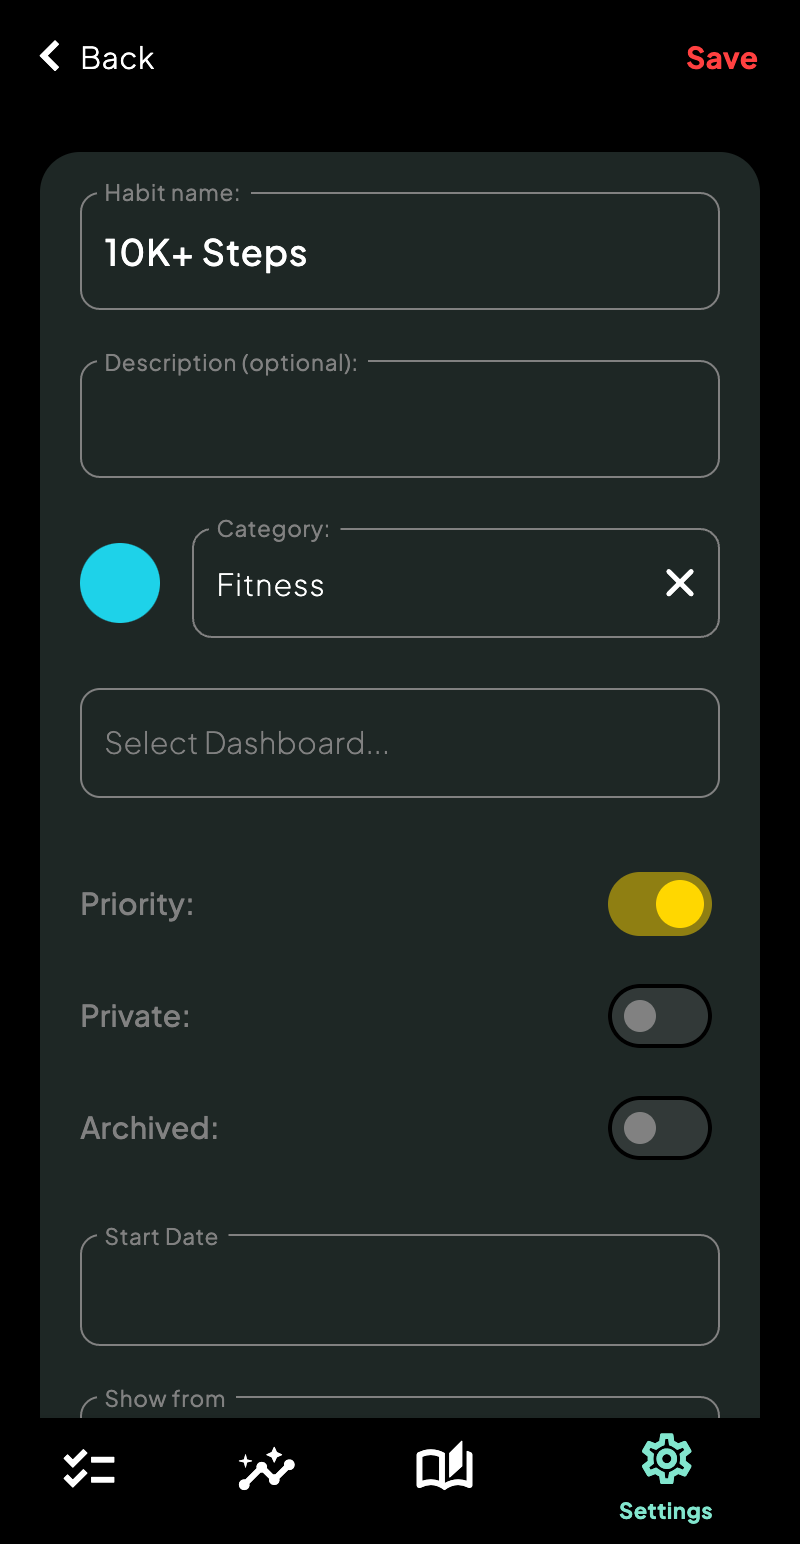 Back
Save
Habit name:
10K+ Steps
Description (optional):
Category:
Fitness
Select Dashboard...
Priority:
Private:
Archived:
Start Date
Show from
Settings